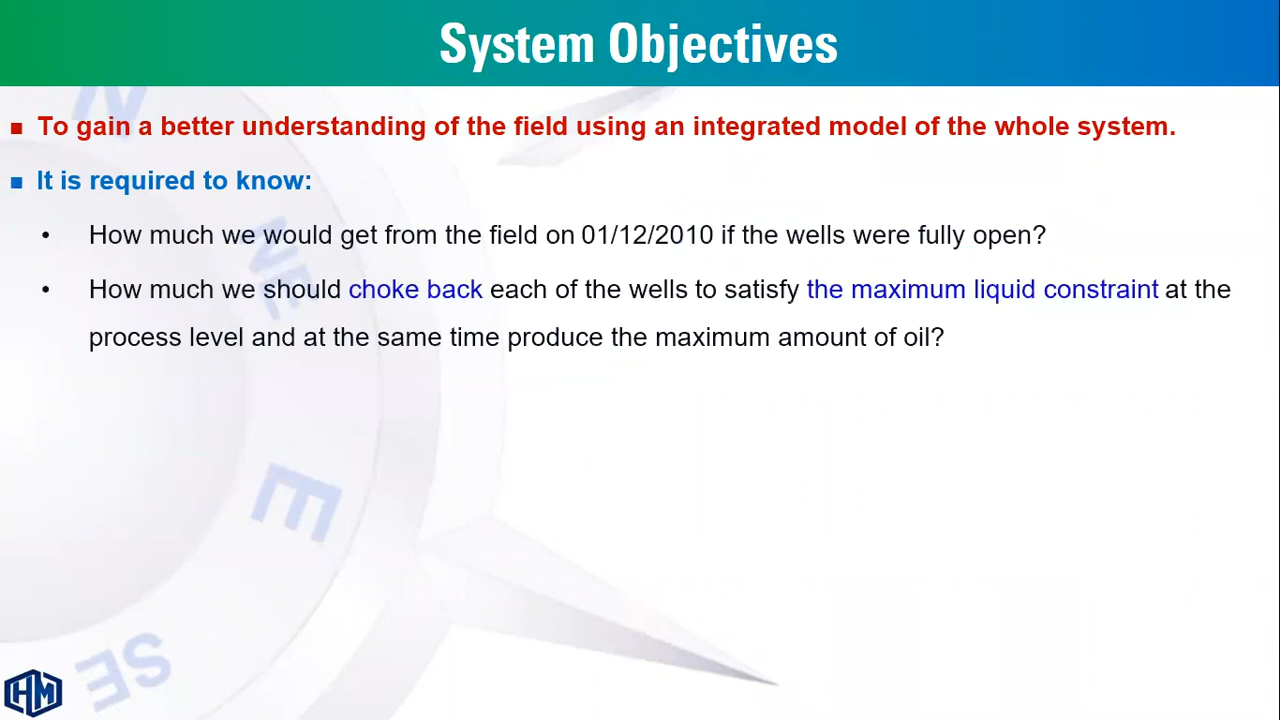 System Objectives
▪ To gain a better understanding of the field using an integrated model of the whole system.
▪ It is required to know:
• How much we would get from the field on 01/12/2010 if the wells were fully open?
• How much we should choke back each of the wells to satisfy the maximum liquid constraint at the
process level and at the same time produce the maximum amount of oil?
N
NE
E
SE
HM